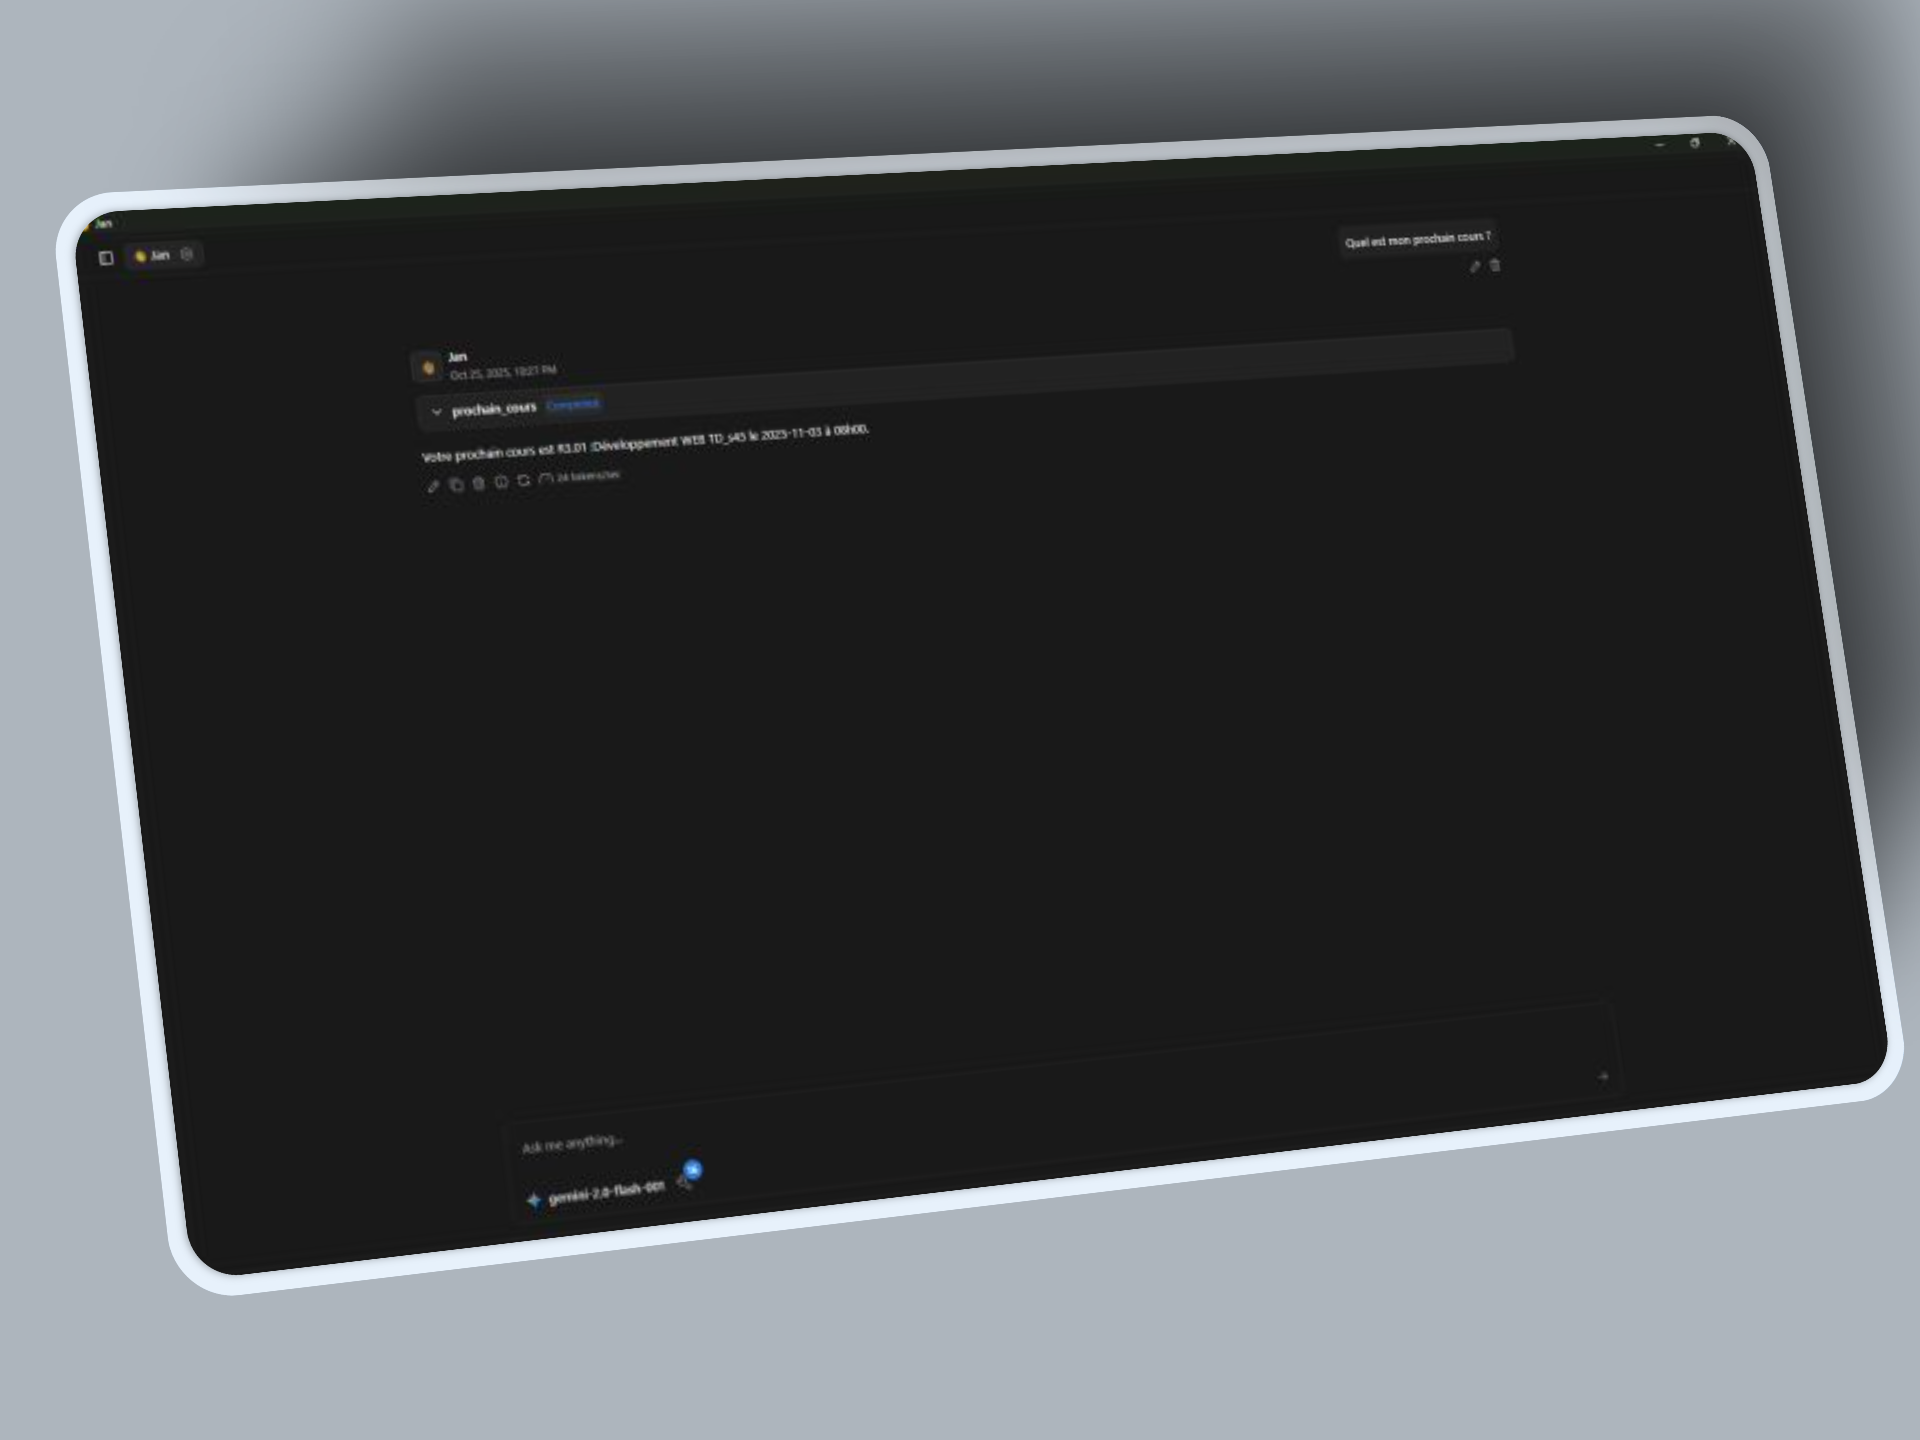 Jan
Jan
Quel est mon prochain cours ?
Jan
Oct 25, 2025, 10:21 PM
prochain_cours Completed
Votre prochain cours est R3.01 :Développement WEB TD_s45 le 2025-11-03 à 08h00.
24 tokens/sec
Ask me anything...
gemini-2.0-flash-001